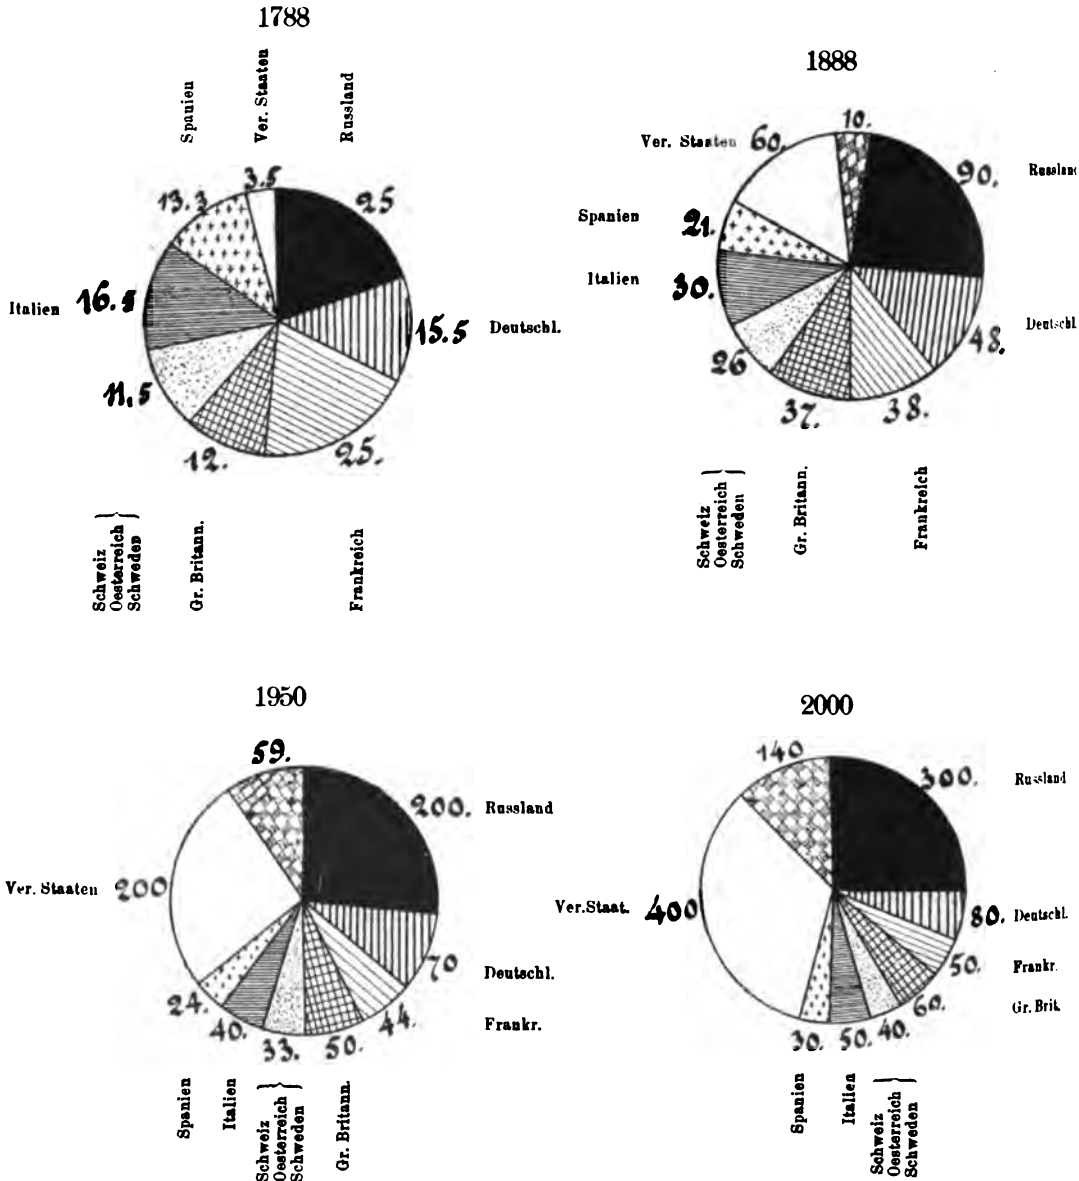 1788
Spanien
Ver. Staaten
Russland
3.5
25
13.3
Italien
16.5
15.5
Deutschl.
11.5
12.
25.
Schweiz
Oesterreich
Schweden
Gr. Britann.
Frankreich
1888
10.
Ver. Staaten
60.
90.
Russland
Spanien
21.
Italien
30.
48.
Deutschl.
26
37.
38.
Schweiz
Oesterreich
Schweden
Gr. Britann.
Frankreich
1950
59.
200.
Russland
Ver. Staaten
200
70
Deutschl.
24.
40.
33.
50.
44.
Frankr.
Spanien
Italien
Schweiz
Oesterreich
Schweden
Gr. Britann.
2000
140
300.
Russland
Ver.Staat.
400
80.
Deutschl.
50.
Frankr.
60.
Gr. Brit.
30.
50.
40.
Spanien
Italien
Schweiz
Oesterreich
Schweden